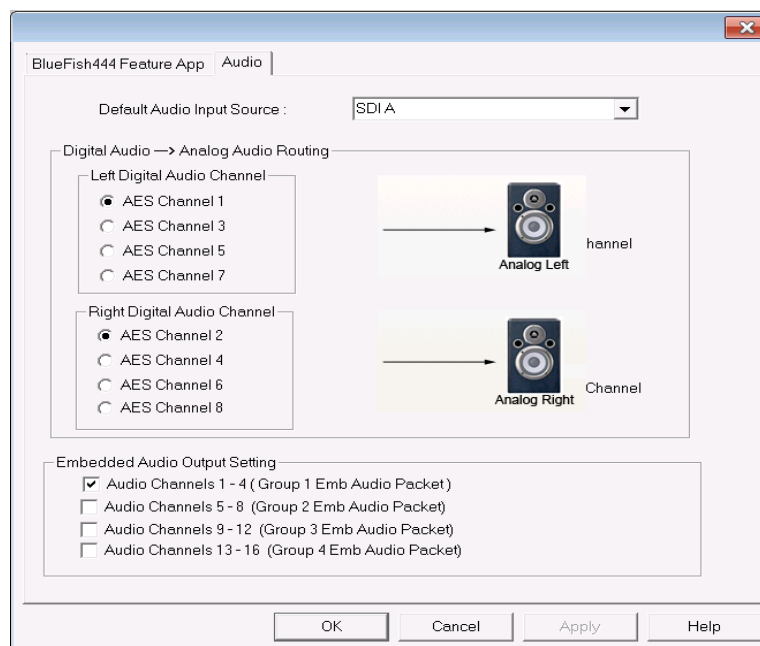 BlueFish444 Feature App
Audio
Default Audio Input Source :
SDI A
Digital Audio —> Analog Audio Routing
Left Digital Audio Channel
AES Channel 1
AES Channel 3
AES Channel 5
AES Channel 7
hannel
Analog Left
Right Digital Audio Channel
AES Channel 2
AES Channel 4
AES Channel 6
AES Channel 8
Channel
Analog Right
Embedded Audio Output Setting
Audio Channels 1 - 4 ( Group 1 Emb Audio Packet )
Audio Channels 5 - 8 (Group 2 Emb Audio Packet)
Audio Channels 9 - 12 (Group 3 Emb Audio Packet)
Audio Channels 13 - 16 (Group 4 Emb Audio Packet)
OK
Cancel
Apply
Help